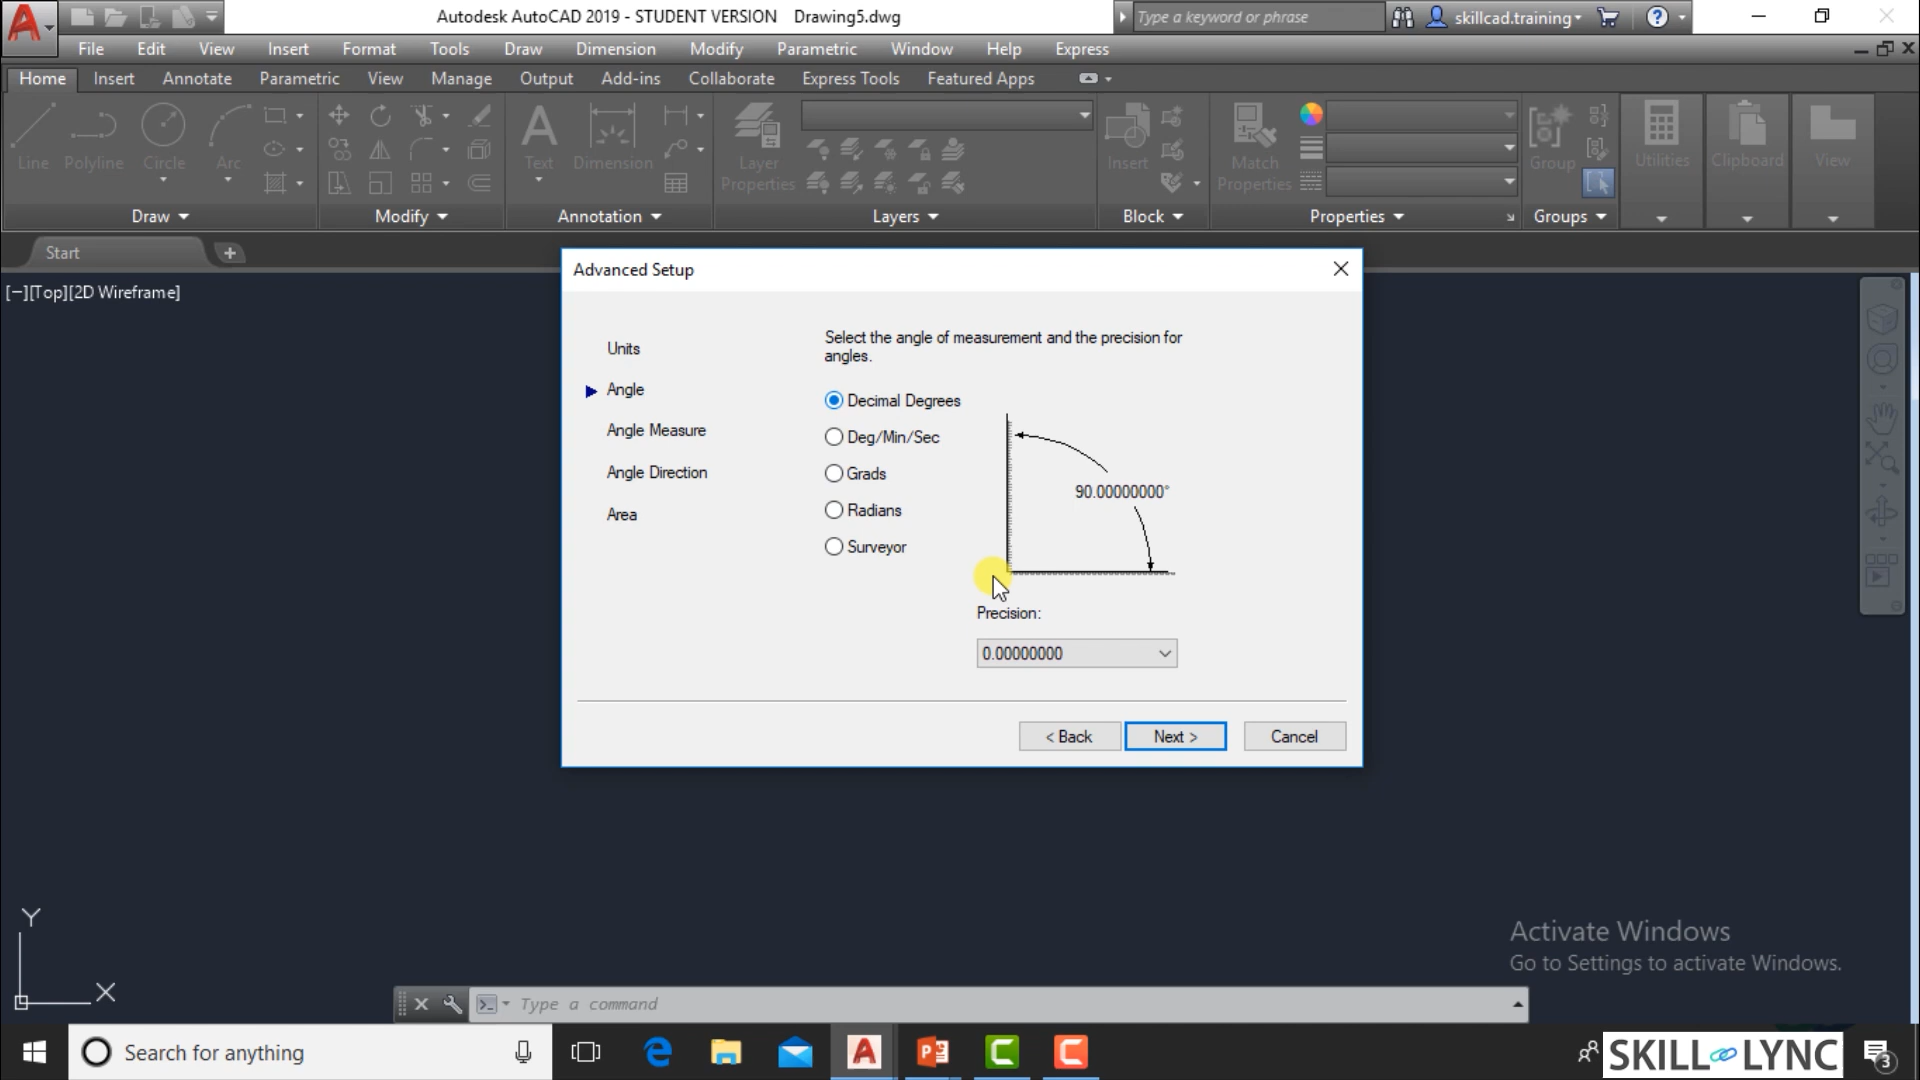 Autodesk AutoCAD 2019 - STUDENT VERSION Drawing5.dwg
Type a keyword or phrase
skillcad.training
File Edit View Insert Format Tools Draw Dimension Modify Parametric Window Help Express
Home Insert Annotate Parametric View Manage Output Add-ins Collaborate Express Tools Featured Apps
Line Polyline Circle Arc
Text Dimension
Layer Properties
Insert
Match Properties
Group
Utilities
Clipboard
View
Draw Modify Annotation Layers Block Properties Groups
Start
[−][Top][2D Wireframe]
Advanced Setup
Units
Angle
Angle Measure
Angle Direction
Area
Select the angle of measurement and the precision for
angles.
Decimal Degrees
Deg/Min/Sec
Grads
Radians
Surveyor
90.00000000°
Precision:
0.00000000
< Back Next > Cancel
Y
X
Activate Windows
Go to Settings to activate Windows.
Type a command
Search for anything
SKILL LYNC
3